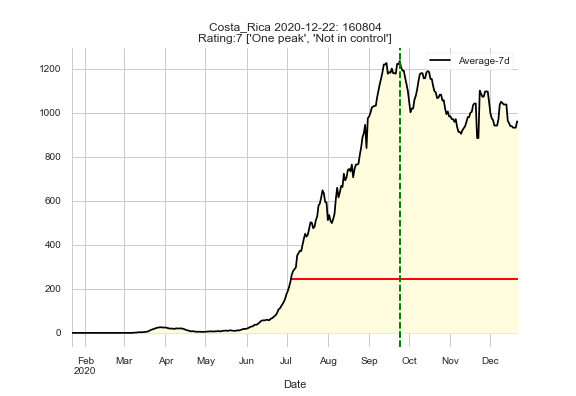 Costa_Rica 2020-12-22: 160804
Rating:7 ['One peak', 'Not in control']
Average-7d
1200
1000
800
600
400
200
0
Feb Mar Apr May Jun Jul Aug Sep Oct Nov Dec
2020
Date